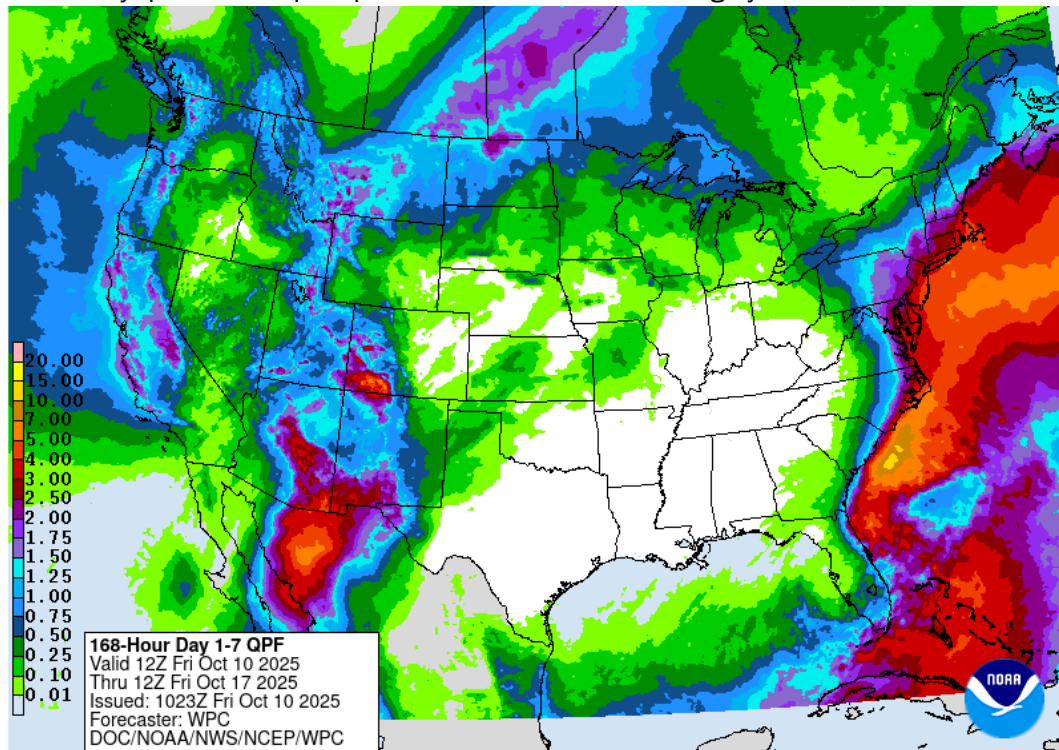 20.00
15.00
10.00
7.00
5.00
4.00
3.00
2.50
2.00
1.75
1.50
1.25
1.00
0.75
0.50
0.25
0.10
0.01
168-Hour Day 1-7 QPF
Valid 12Z Fri Oct 10 2025
Thru 12Z Fri Oct 17 2025
Issued: 1023Z Fri Oct 10 2025
Forecaster: WPC
DOC/NOAA/NWS/NCEP/WPC
NOAA